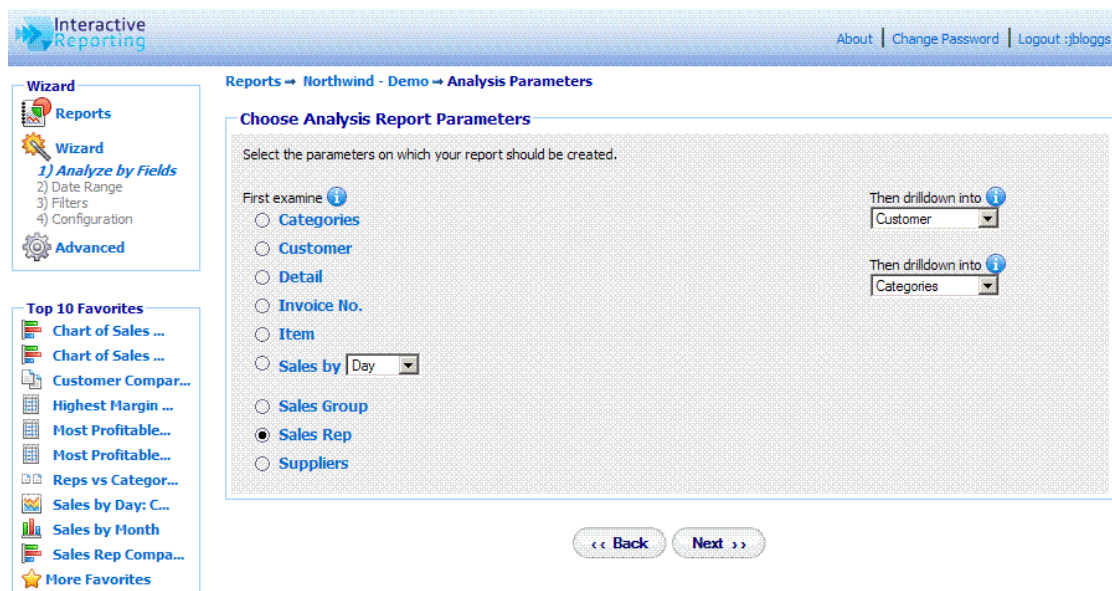 Interactive
Reporting
About | Change Password | Logout :jbloggs
Wizard
Reports
Wizard
1) Analyze by Fields
2) Date Range
3) Filters
4) Configuration
Advanced
Top 10 Favorites
Chart of Sales ...
Chart of Sales ...
Customer Compar...
Highest Margin ...
Most Profitable...
Most Profitable...
Reps vs Categor...
Sales by Day: C...
Sales by Month
Sales Rep Compa...
More Favorites
Reports → Northwind - Demo → Analysis Parameters
Choose Analysis Report Parameters
Select the parameters on which your report should be created.
First examine
Categories
Customer
Detail
Invoice No.
Item
Sales by Day
Sales Group
Sales Rep
Suppliers
Then drilldown into
Customer
Then drilldown into
Categories
‹‹ Back
Next ››